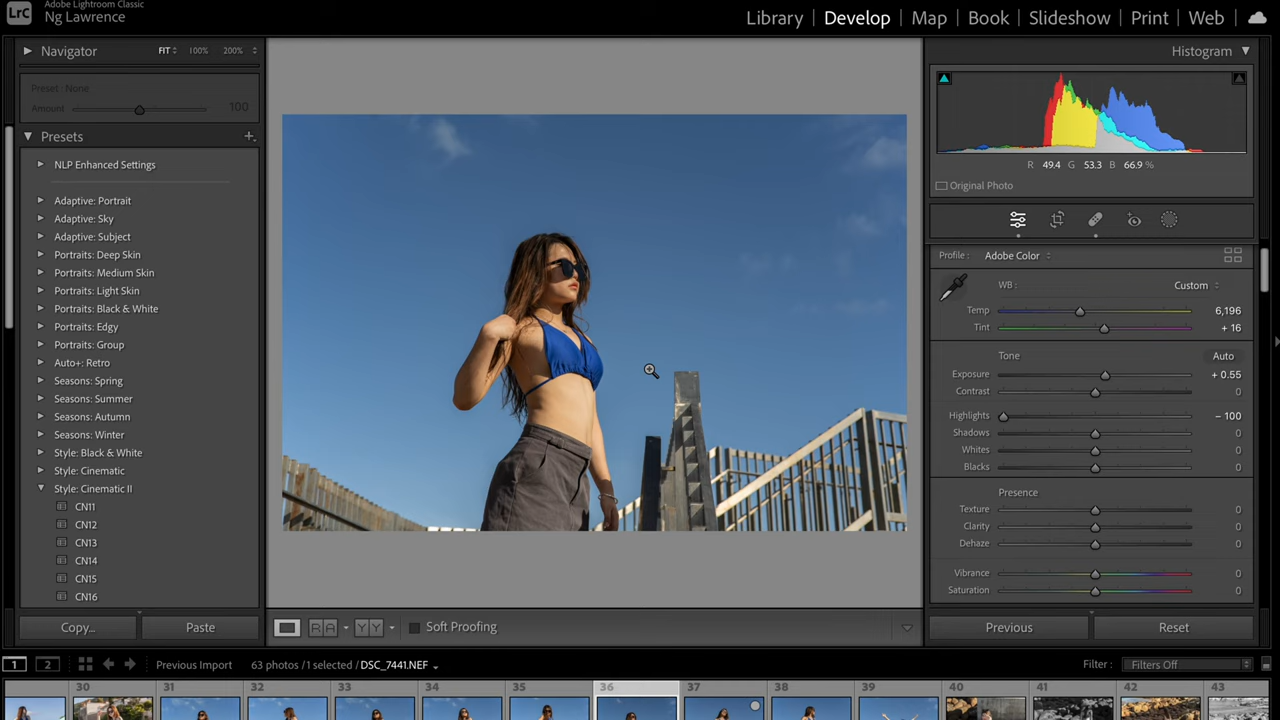 LrC
Adobe Lightroom Classic
Ng Lawrence
Library | Develop | Map | Book | Slideshow | Print | Web
Navigator FIT 100% 200%
Preset: None
Amount 100
Presets
NLP Enhanced Settings
Adaptive: Portrait
Adaptive: Sky
Adaptive: Subject
Portraits: Deep Skin
Portraits: Medium Skin
Portraits: Light Skin
Portraits: Black & White
Portraits: Edgy
Portraits: Group
Auto+: Retro
Seasons: Spring
Seasons: Summer
Seasons: Autumn
Seasons: Winter
Style: Black & White
Style: Cinematic
Style: Cinematic II
CN11
CN12
CN13
CN14
CN15
CN16
Copy... Paste
Soft Proofing
Histogram
R 49.4 G 53.3 B 66.9 %
Original Photo
Profile: Adobe Color
WB: Custom
Temp 6,196
Tint + 16
Tone Auto
Exposure + 0.55
Contrast 0
Highlights - 100
Shadows 0
Whites 0
Blacks 0
Presence
Texture 0
Clarity 0
Dehaze 0
Vibrance 0
Saturation 0
Previous Reset
1 2 Previous Import 63 photos / 1 selected / DSC_7441.NEF Filter: Filters Off
30 31 32 33 34 35 36 37 38 39 40 41 42 43